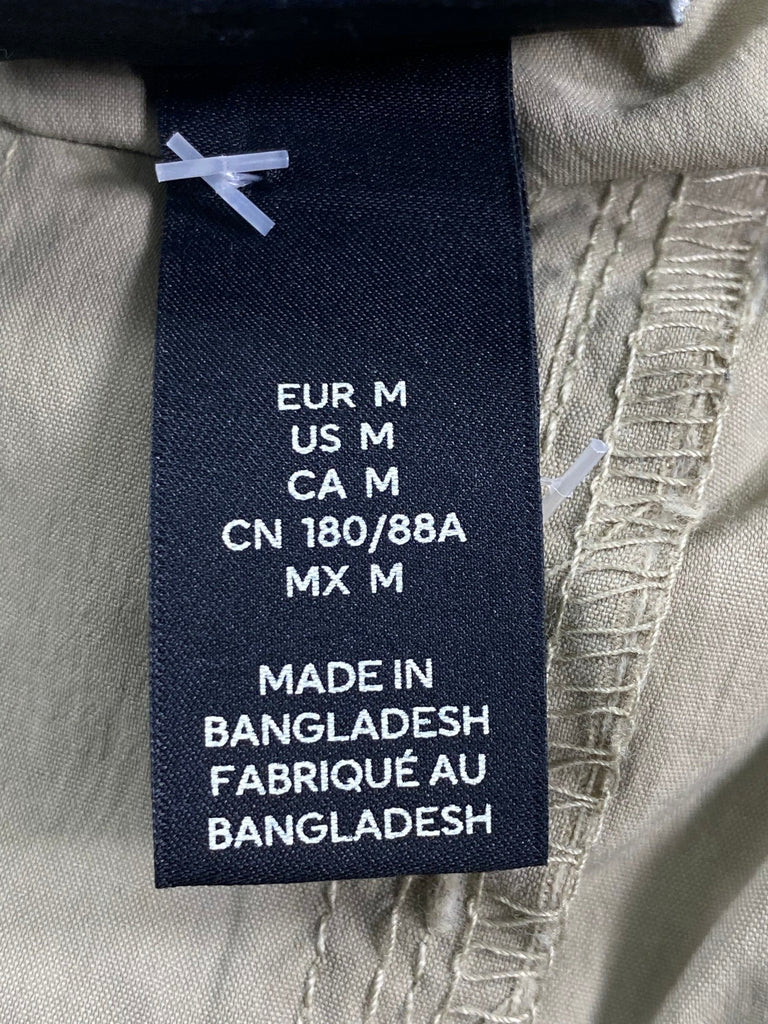 EUR M
US M
CA M
CN 180/88A
MX M
MADE IN
BANGLADESH
FABRIQUÉ AU
BANGLADESH